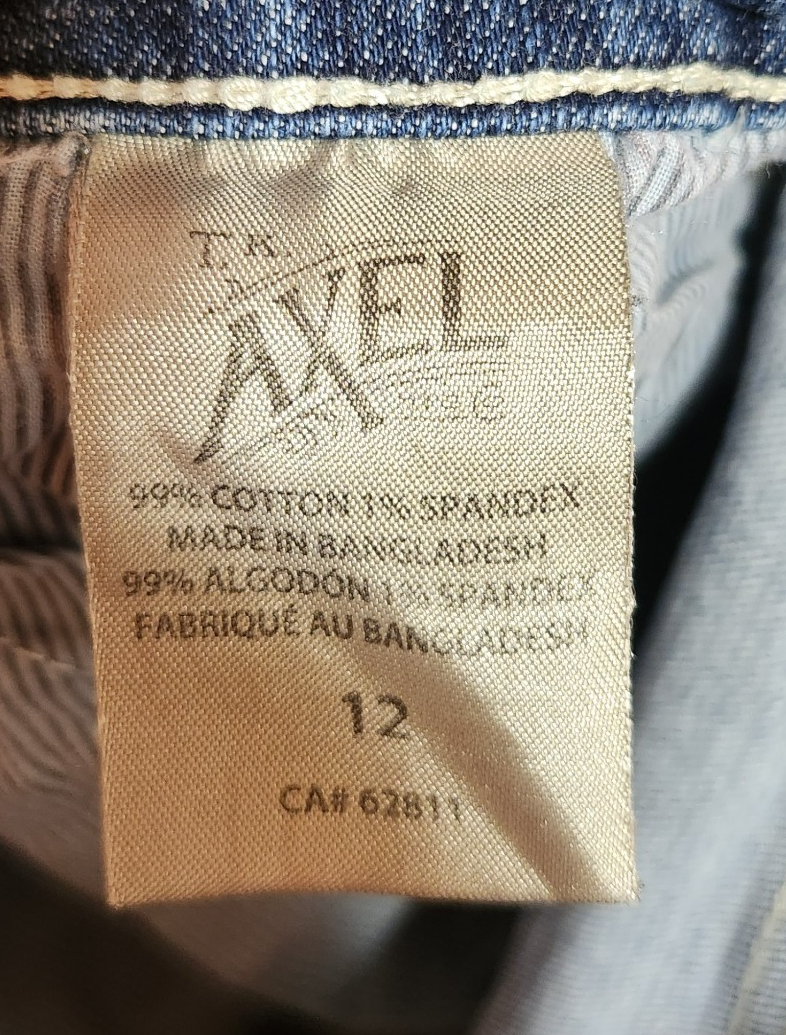 T.K.
AXEL
99% COTTON 1% SPANDEX
MADE IN BANGLADESH
99% ALGODÓN 1% SPANDEX
FABRIQUÉ AU BANGLADESH
12
CA# 62811